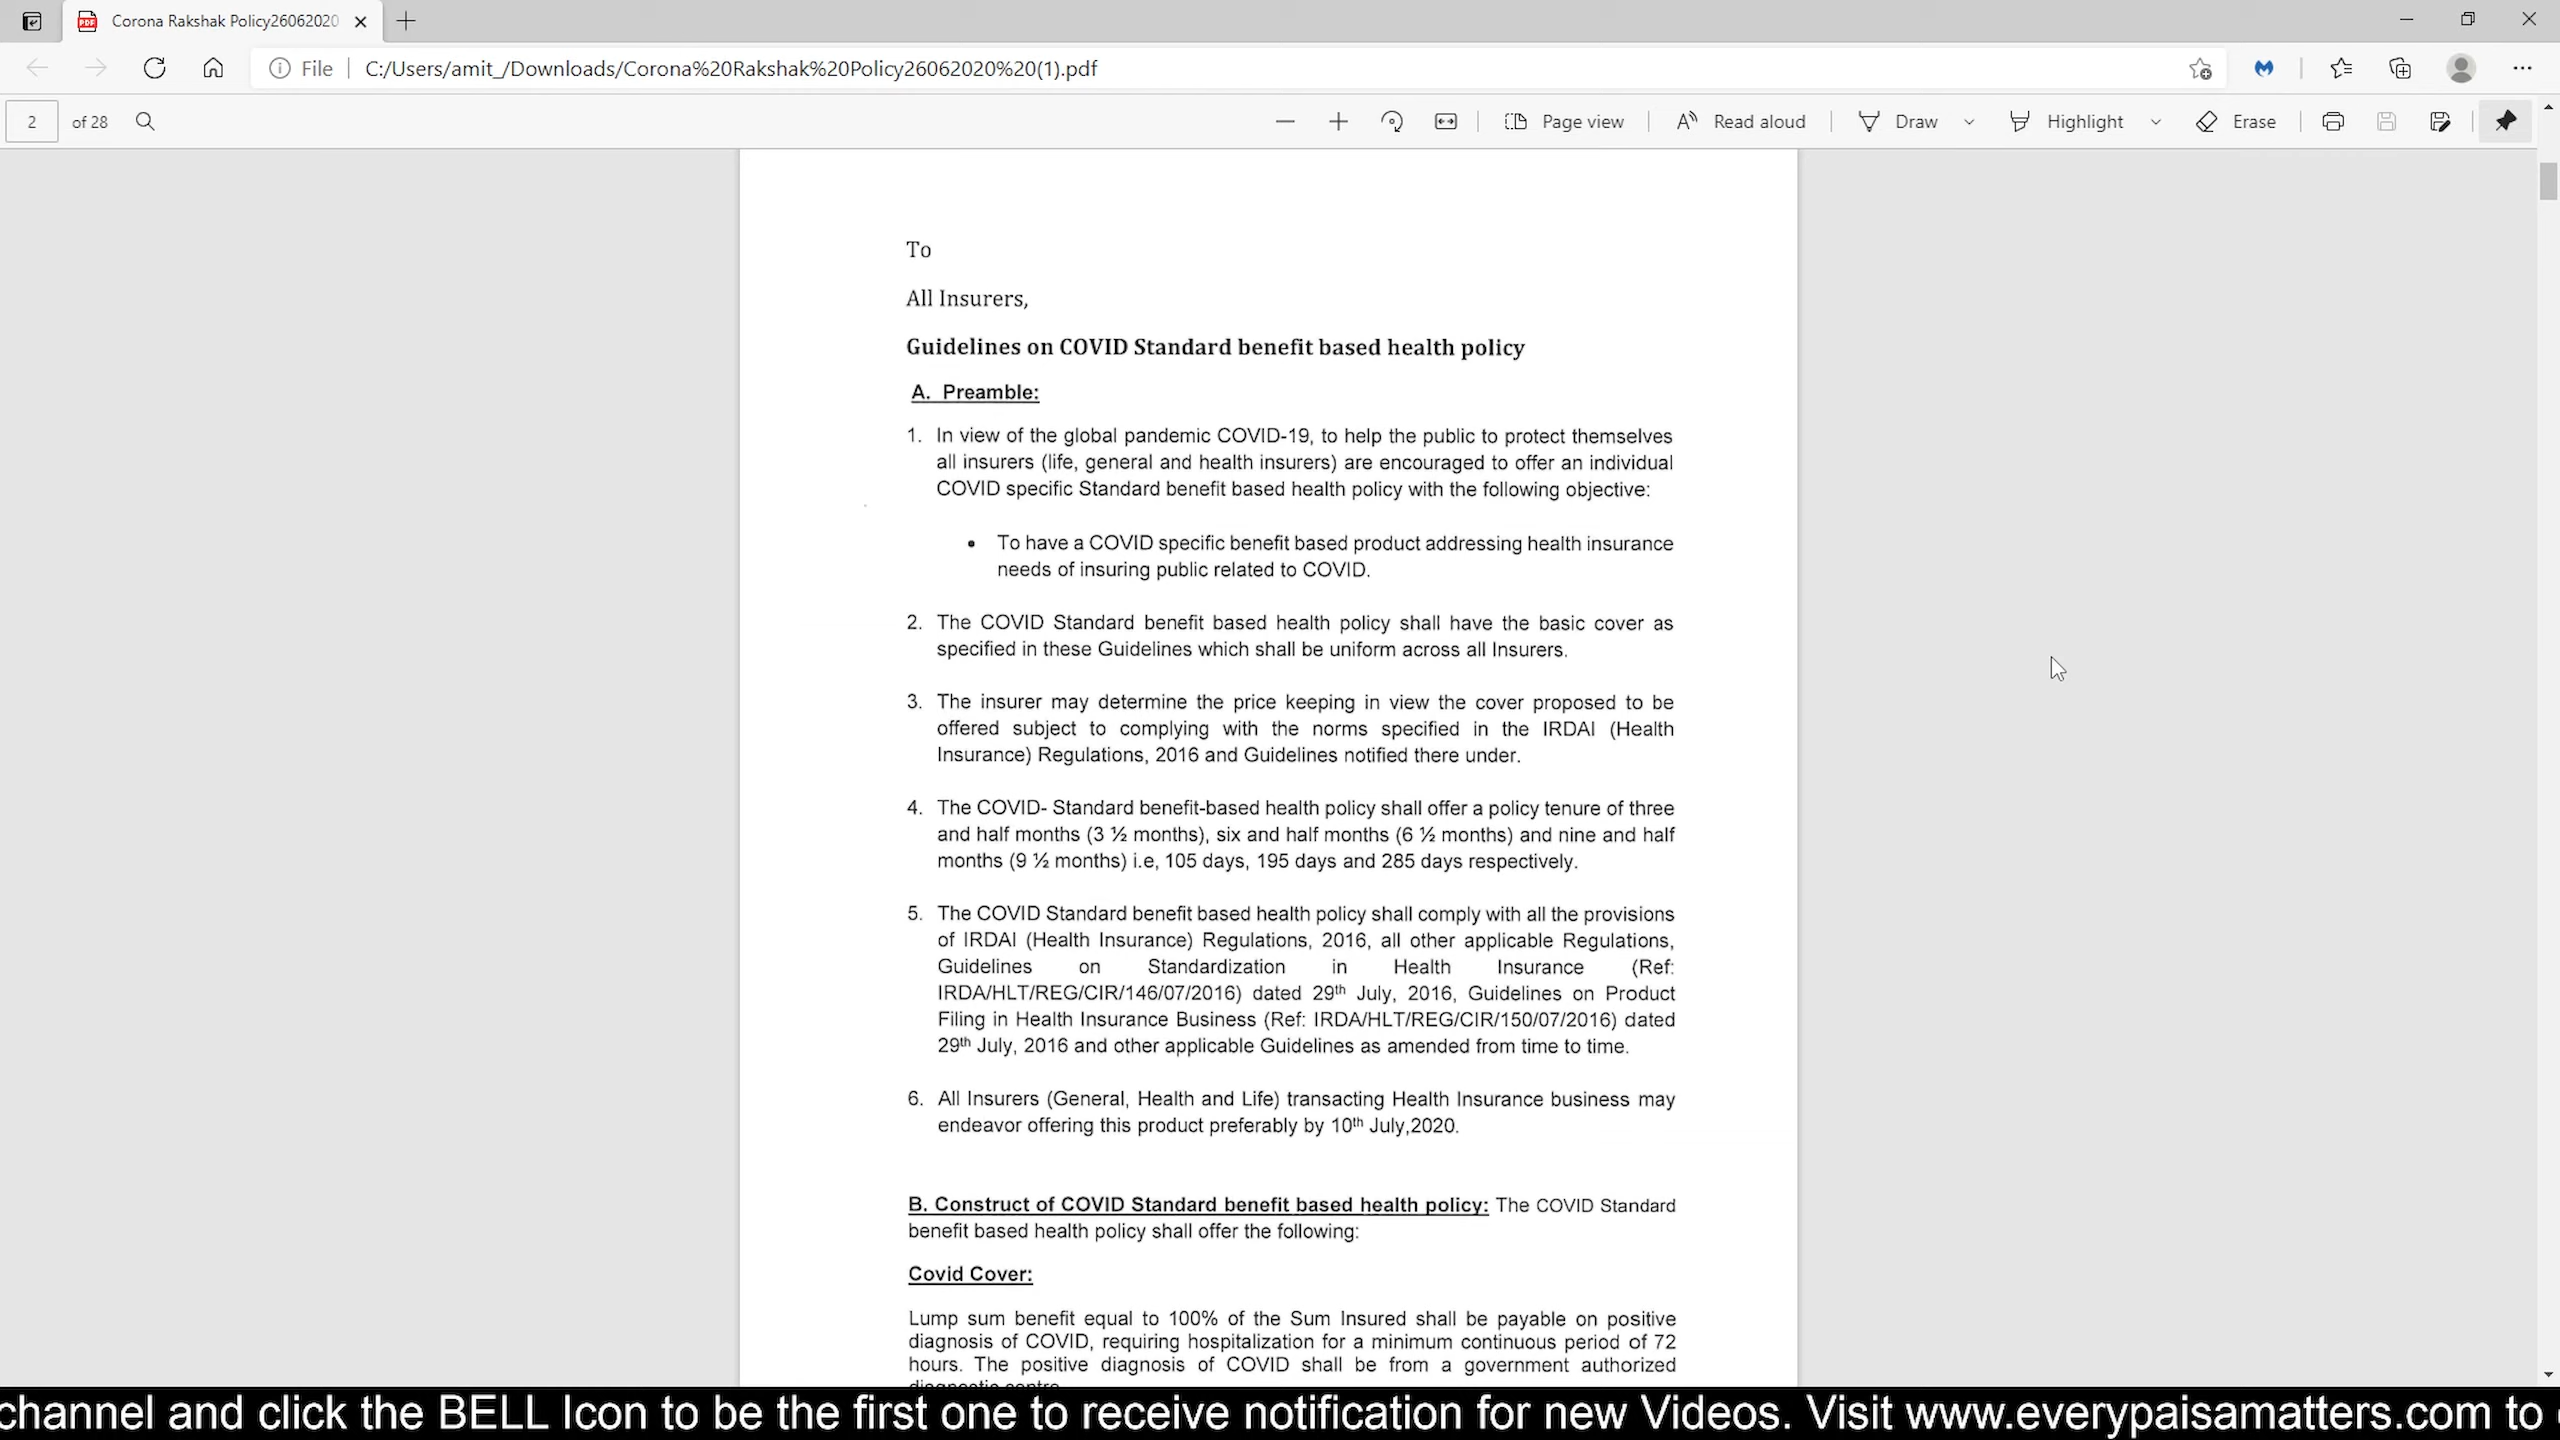 Corona Rakshak Policy26062020
File
C:/Users/amit_/Downloads/Corona%20Rakshak%20Policy26062020%20(1).pdf
2 of 28
Page view
Read aloud
Draw
Highlight
Erase
To
All Insurers,
Guidelines on COVID Standard benefit based health policy
A. Preamble:
1. In view of the global pandemic COVID-19, to help the public to protect themselves
all insurers (life, general and health insurers) are encouraged to offer an individual
COVID specific Standard benefit based health policy with the following objective:
• To have a COVID specific benefit based product addressing health insurance
needs of insuring public related to COVID.
2. The COVID Standard benefit based health policy shall have the basic cover as
specified in these Guidelines which shall be uniform across all Insurers.
3. The insurer may determine the price keeping in view the cover proposed to be
offered subject to complying with the norms specified in the IRDAI (Health
Insurance) Regulations, 2016 and Guidelines notified there under.
4. The COVID- Standard benefit-based health policy shall offer a policy tenure of three
and half months (3 ½ months), six and half months (6 ½ months) and nine and half
months (9 ½ months) i.e, 105 days, 195 days and 285 days respectively.
5. The COVID Standard benefit based health policy shall comply with all the provisions
of IRDAI (Health Insurance) Regulations, 2016, all other applicable Regulations,
Guidelines on Standardization in Health Insurance (Ref:
IRDA/HLT/REG/CIR/146/07/2016) dated 29th July, 2016, Guidelines on Product
Filing in Health Insurance Business (Ref: IRDA/HLT/REG/CIR/150/07/2016) dated
29th July, 2016 and other applicable Guidelines as amended from time to time.
6. All Insurers (General, Health and Life) transacting Health Insurance business may
endeavor offering this product preferably by 10th July,2020.
B. Construct of COVID Standard benefit based health policy: The COVID Standard
benefit based health policy shall offer the following:
Covid Cover:
Lump sum benefit equal to 100% of the Sum Insured shall be payable on positive
diagnosis of COVID, requiring hospitalization for a minimum continuous period of 72
hours. The positive diagnosis of COVID shall be from a government authorized
channel and click the BELL Icon to be the first one to receive notification for new Videos. Visit www.everypaisamatters.com to